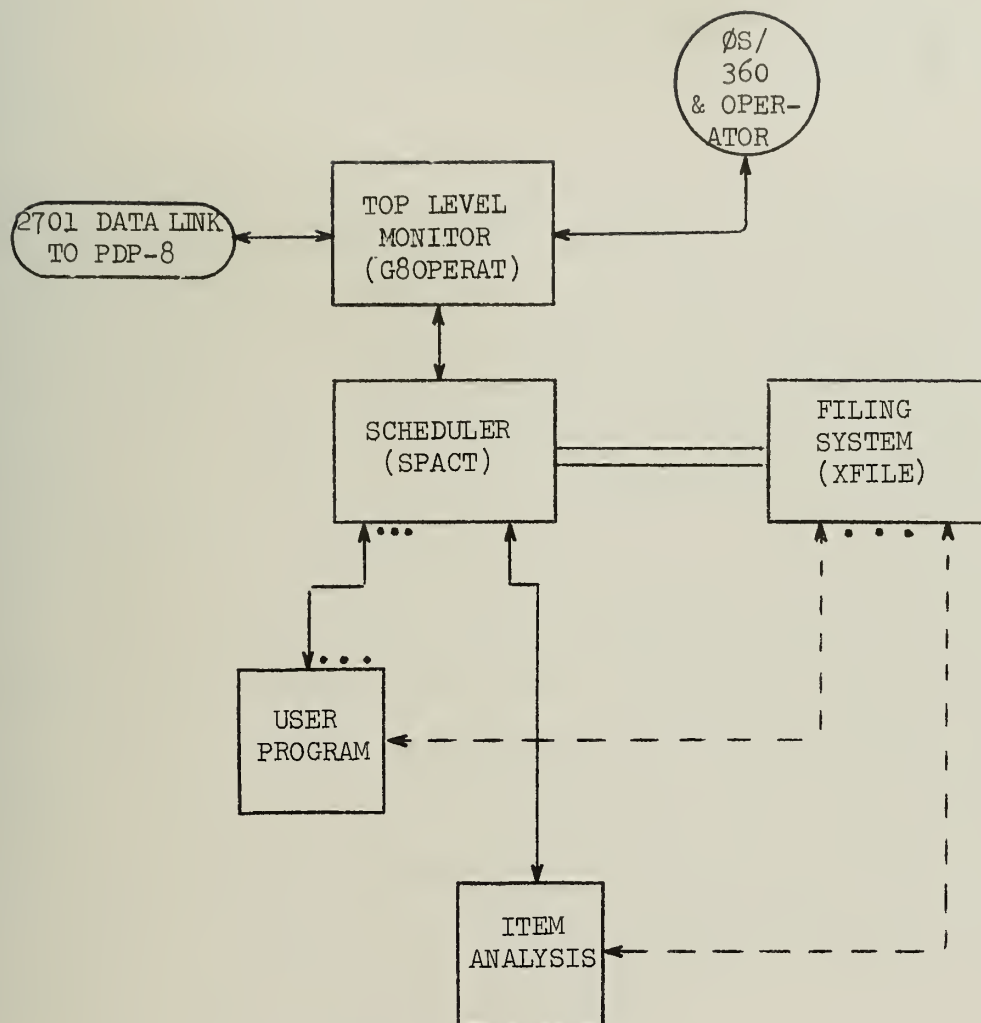 ØS/
360
& OPER-
ATOR
TOP LEVEL
MONITOR
(G8OPERAT)
2701 DATA LINK
TO PDP-8
SCHEDULER
(SPACT)
FILING
SYSTEM
(XFILE)
USER
PROGRAM
ITEM
ANALYSIS